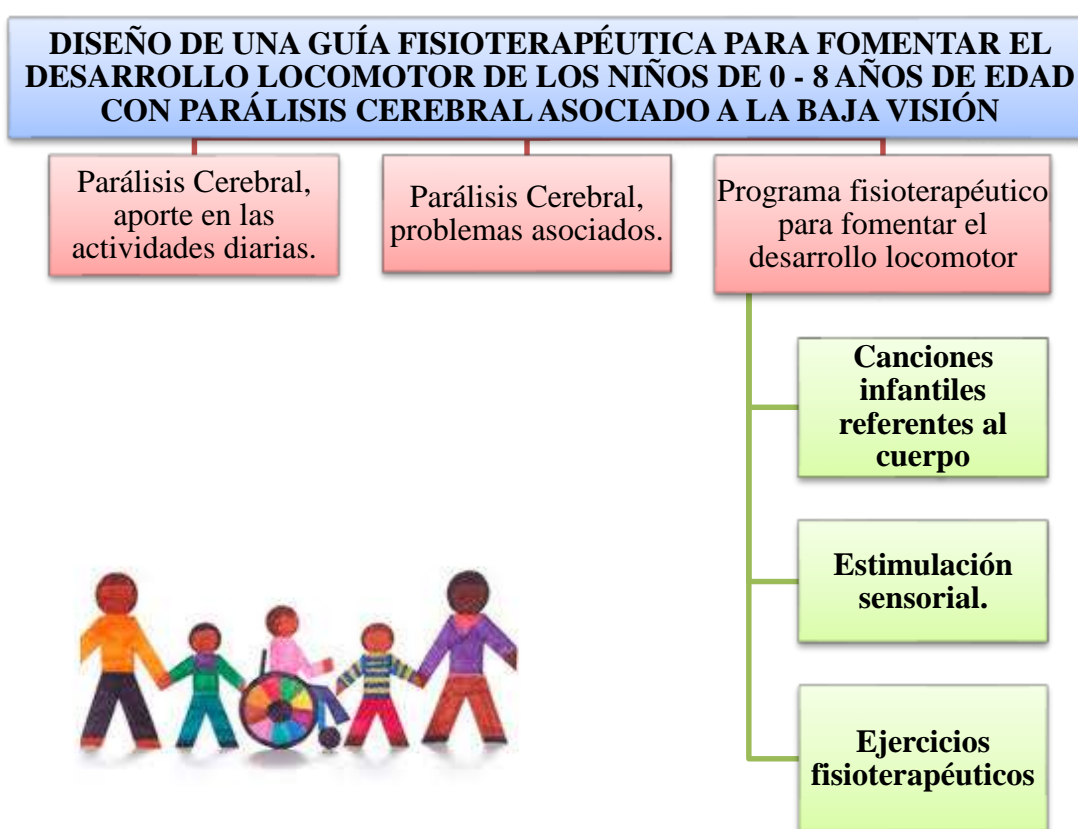 DISEÑO DE UNA GUÍA FISIOTERAPÉUTICA PARA FOMENTAR EL
DESARROLLO LOCOMOTOR DE LOS NIÑOS DE 0 - 8 AÑOS DE EDAD
CON PARÁLISIS CEREBRAL ASOCIADO A LA BAJA VISIÓN
Parálisis Cerebral,
aporte en las
actividades diarias.
Parálisis Cerebral,
problemas asociados.
Programa fisioterapéutico
para fomentar el
desarrollo locomotor
Canciones
infantiles
referentes al
cuerpo
Estimulación
sensorial.
Ejercicios
fisioterapéuticos